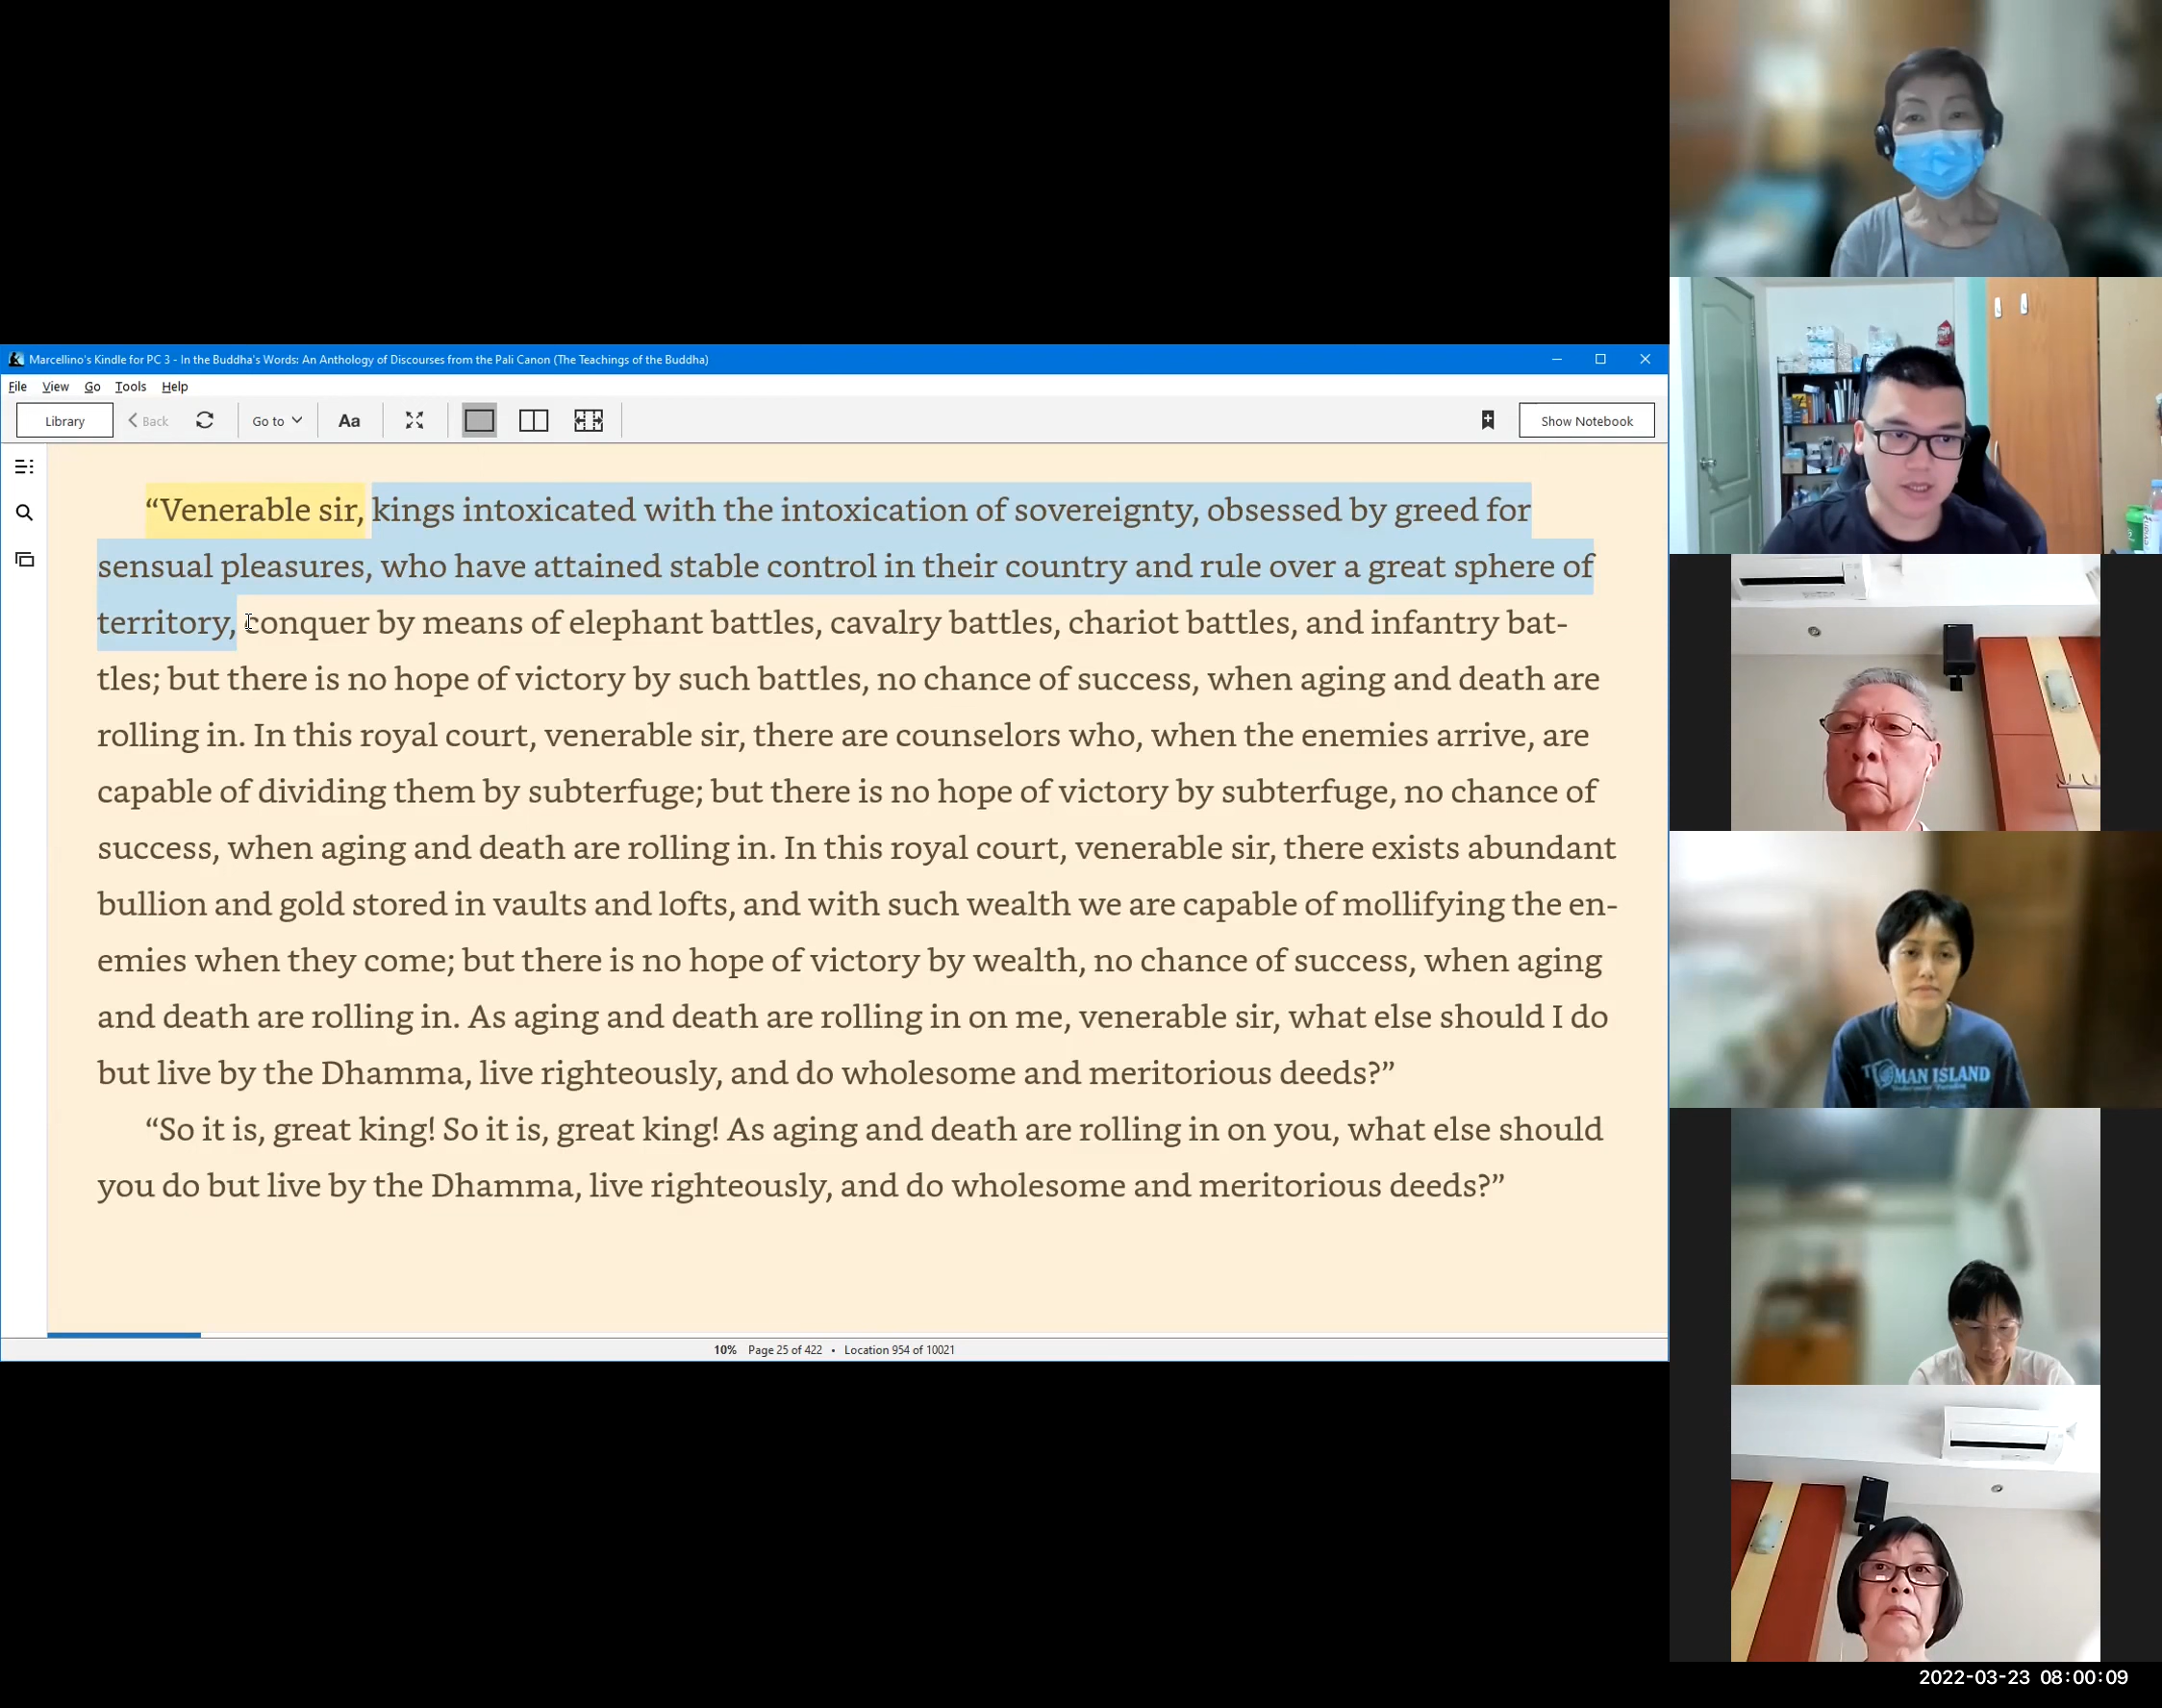 Marcellino's Kindle for PC 3 - In the Buddha's Words: An Anthology of Discourses from the Pali Canon (The Teachings of the Buddha)
File View Go Tools Help
Library Back Go to Aa Show Notebook
“Venerable sir, kings intoxicated with the intoxication of sovereignty, obsessed by greed for
sensual pleasures, who have attained stable control in their country and rule over a great sphere of
territory, conquer by means of elephant battles, cavalry battles, chariot battles, and infantry bat-
tles; but there is no hope of victory by such battles, no chance of success, when aging and death are
rolling in. In this royal court, venerable sir, there are counselors who, when the enemies arrive, are
capable of dividing them by subterfuge; but there is no hope of victory by subterfuge, no chance of
success, when aging and death are rolling in. In this royal court, venerable sir, there exists abundant
bullion and gold stored in vaults and lofts, and with such wealth we are capable of mollifying the en-
emies when they come; but there is no hope of victory by wealth, no chance of success, when aging
and death are rolling in. As aging and death are rolling in on me, venerable sir, what else should I do
but live by the Dhamma, live righteously, and do wholesome and meritorious deeds?”
“So it is, great king! So it is, great king! As aging and death are rolling in on you, what else should
you do but live by the Dhamma, live righteously, and do wholesome and meritorious deeds?”
10% Page 25 of 422 • Location 954 of 10021
MAN ISLAND
2022-03-23 08:00:09